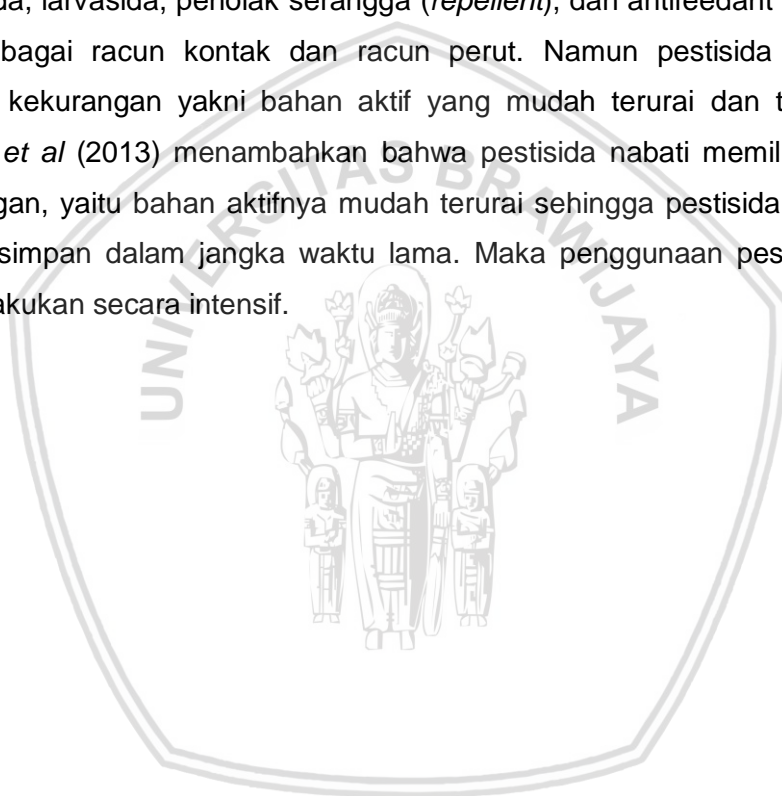 da, larvasida, penolak serangga (repellent), dan antifeedant
bagai racun kontak dan racun perut. Namun pestisida
kekurangan yakni bahan aktif yang mudah terurai dan t
et al (2013) menambahkan bahwa pestisida nabati memil
gan, yaitu bahan aktifnya mudah terurai sehingga pestisida
simpan dalam jangka waktu lama. Maka penggunaan pes
akukan secara intensif.
UNIVERSITAS BRAWIJAYA